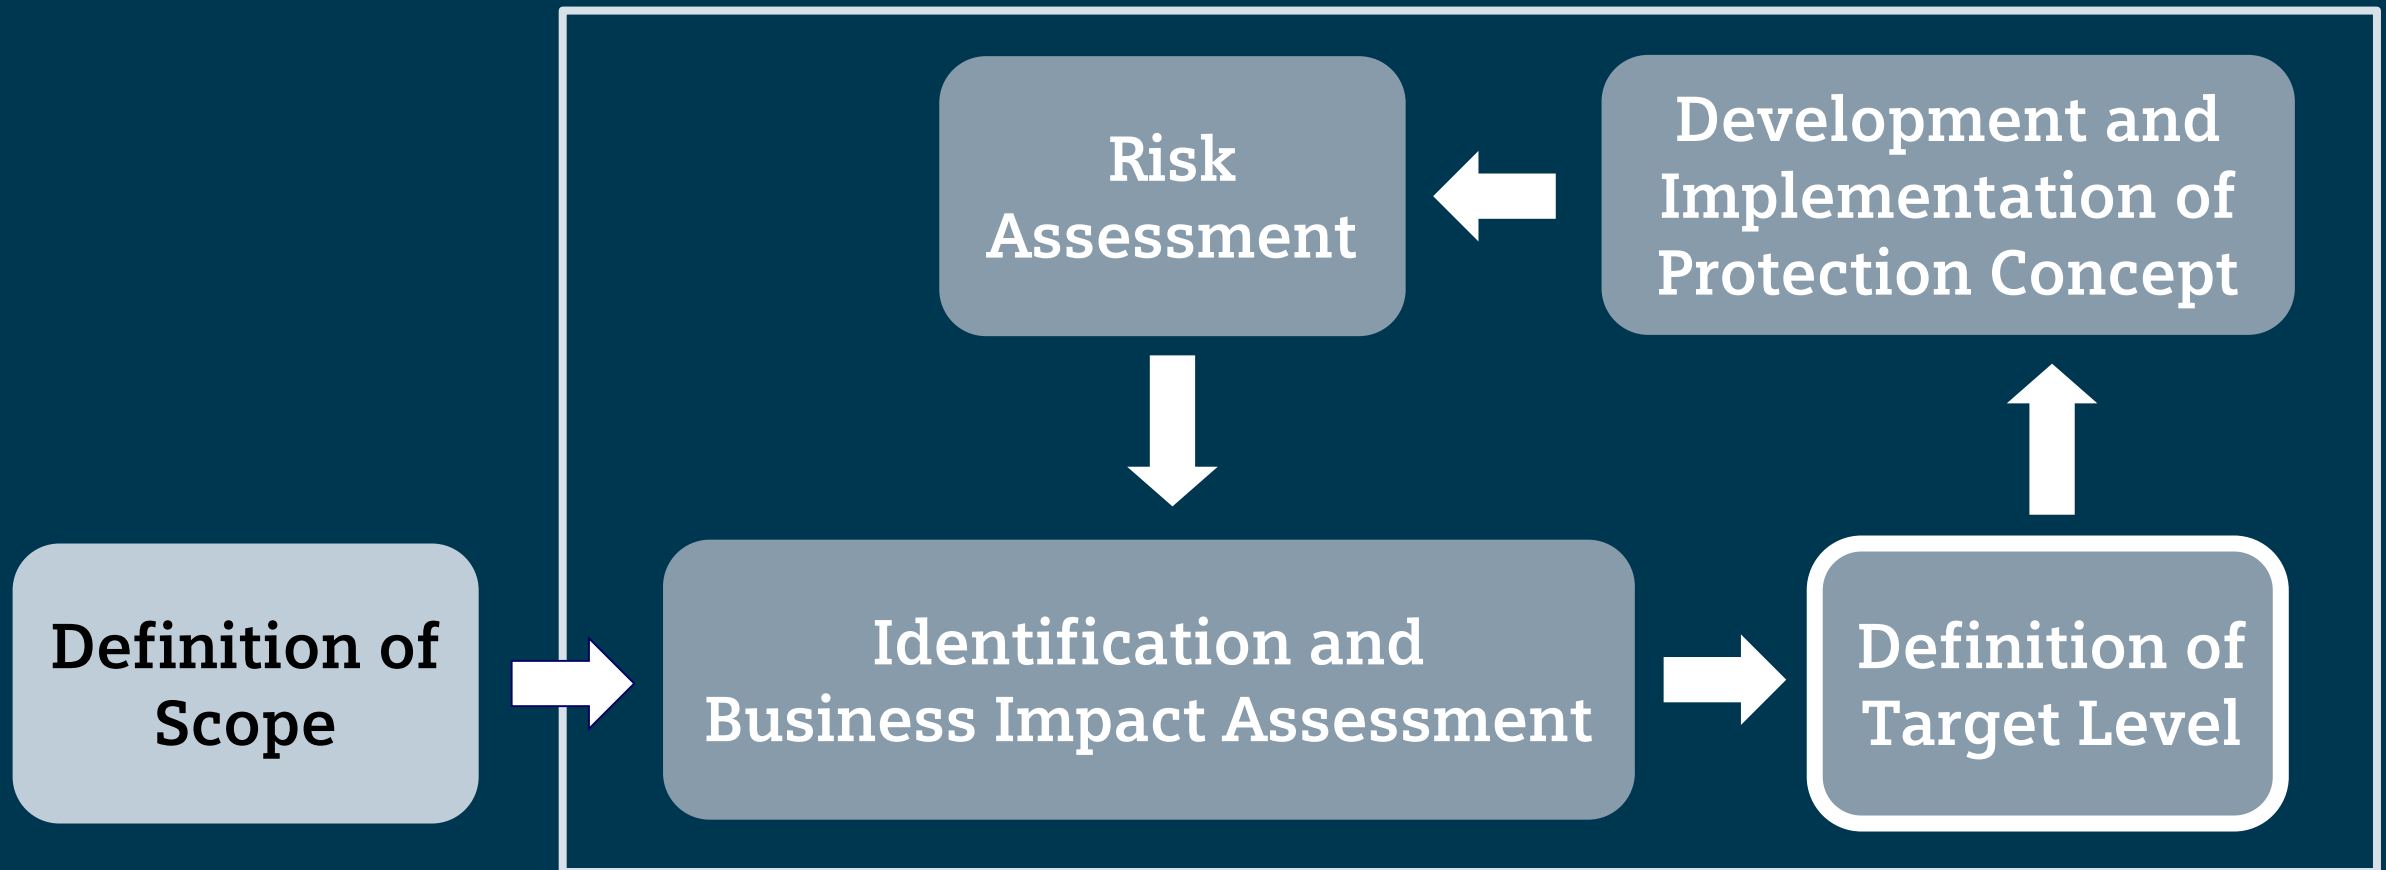 Risk
Assessment
Development and
Implementation of
Protection Concept
Definition of
Scope
Identification and
Business Impact Assessment
Definition of
Target Level